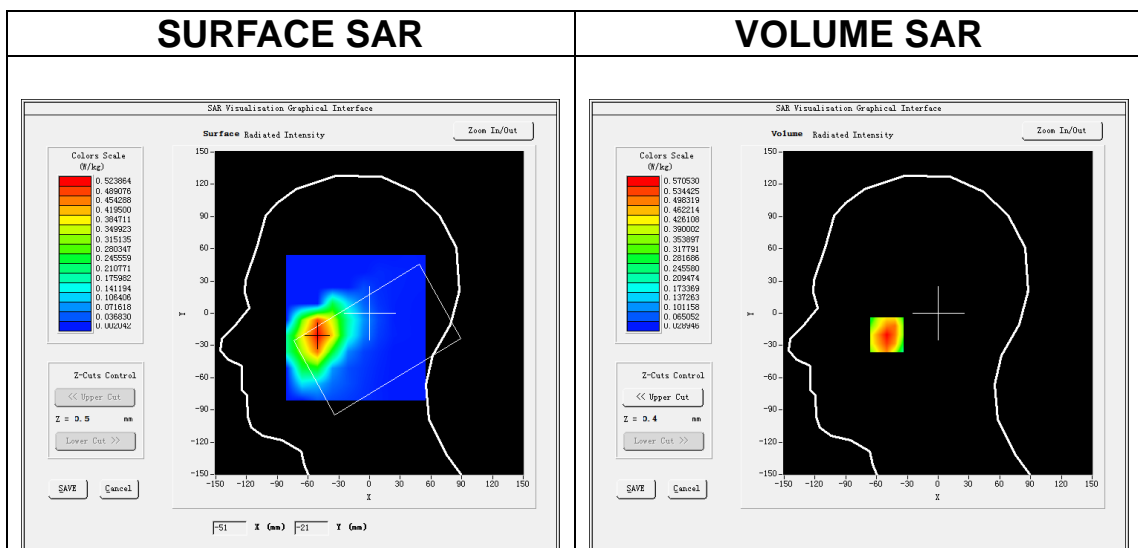 SURFACE SAR
VOLUME SAR
SAR Visualisation Graphical Interface
Surface Radiated Intensity
Zoom In/Out
Colors Scale
(W/kg)
0.523864
0.489076
0.454288
0.419500
0.384711
0.349923
0.315135
0.280347
0.245559
0.210771
0.175982
0.141194
0.106406
0.071618
0.036830
0.002042
Z-Cuts Control
<< Upper Cut
Z = 0.5 mm
Lower Cut >>
SAVE Cancel
150
120
90
60
30
0
-30
-60
-90
-120
-150
Y
-150 -120 -90 -60 -30 0 30 60 90 120 150
X
-51 X (mm) -21 Y (mm)
SAR Visualisation Graphical Interface
Volume Radiated Intensity
Zoom In/Out
Colors Scale
(W/kg)
0.570530
0.534425
0.498319
0.462214
0.426108
0.390002
0.353897
0.317791
0.281686
0.245580
0.209474
0.173369
0.137263
0.101158
0.065052
0.028946
Z-Cuts Control
<< Upper Cut
Z = 0.4 mm
Lower Cut >>
SAVE Cancel
150
120
90
60
30
0
-30
-60
-90
-120
-150
Y
-150 -120 -90 -60 -30 0 30 60 90 120 150
X